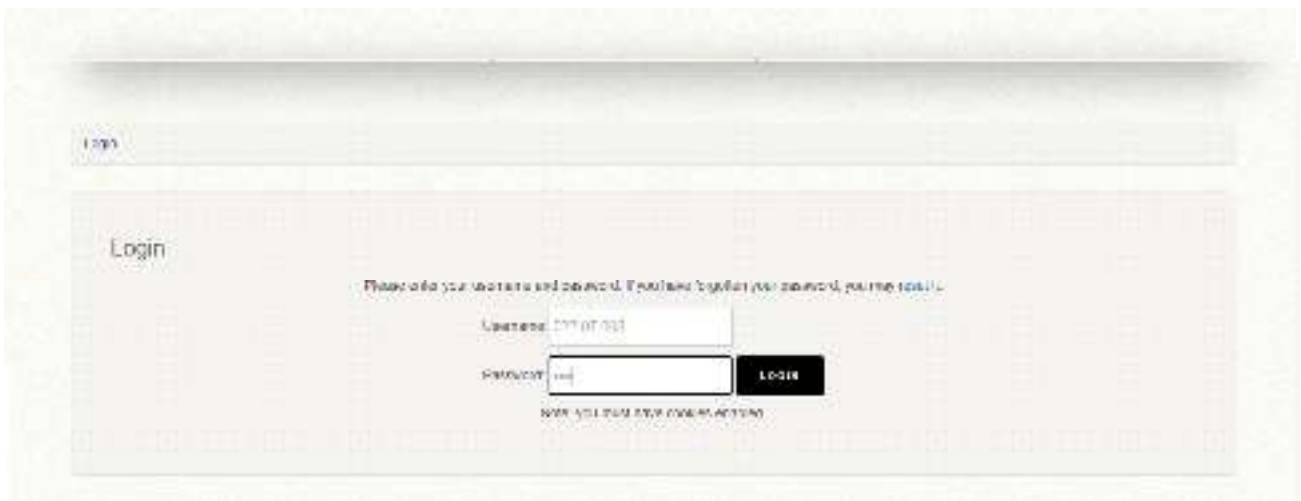 Login
Login
Please enter your username and password. If you have forgotten your password, you may
Username
Password
LOGIN
Note: you must have cookies enabled